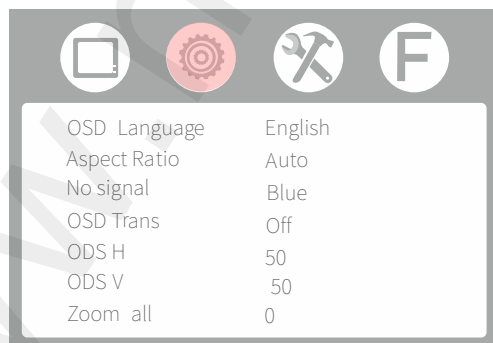 F
OSD Language English
Aspect Ratio Auto
No signal Blue
OSD Trans Off
ODS H 50
ODS V 50
Zoom all 0